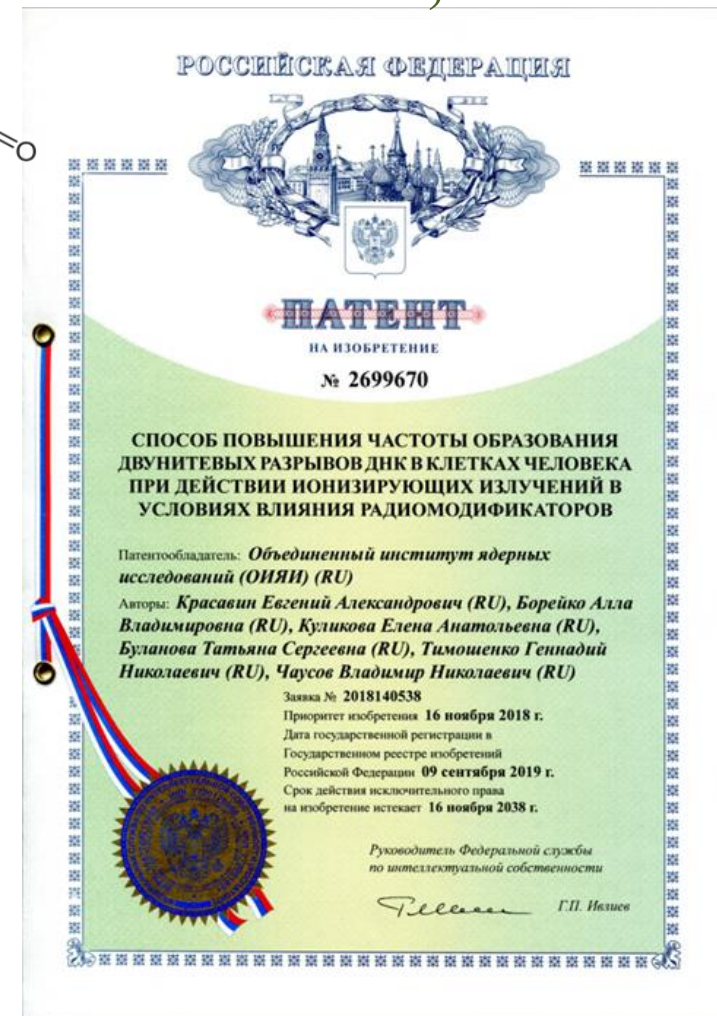 O
РОССИЙСКАЯ ФЕДЕРАЦИЯ
ПАТЕНТ
НА ИЗОБРЕТЕНИЕ
№ 2699670
СПОСОБ ПОВЫШЕНИЯ ЧАСТОТЫ ОБРАЗОВАНИЯ
ДВУНИТЕВЫХ РАЗРЫВОВ ДНК В КЛЕТКАХ ЧЕЛОВЕКА
ПРИ ДЕЙСТВИИ ИОНИЗИРУЮЩИХ ИЗЛУЧЕНИЙ В
УСЛОВИЯХ ВЛИЯНИЯ РАДИОМОДИФИКАТОРОВ
Патентообладатель: Объединенный институт ядерных
исследований (ОИЯИ) (RU)
Авторы: Красавин Евгений Александрович (RU), Борейко Алла
Владимировна (RU), Куликова Елена Анатольевна (RU),
Буланова Татьяна Сергеевна (RU), Тимошенко Геннадий
Николаевич (RU), Чаусов Владимир Николаевич (RU)
Заявка № 2018140538
Приоритет изобретения 16 ноября 2018 г.
Дата государственной регистрации в
Государственном реестре изобретений
Российской Федерации 09 сентября 2019 г.
Срок действия исключительного права
на изобретение истекает 16 ноября 2038 г.
Руководитель Федеральной службы
по интеллектуальной собственности
Г.П. Ивлиев